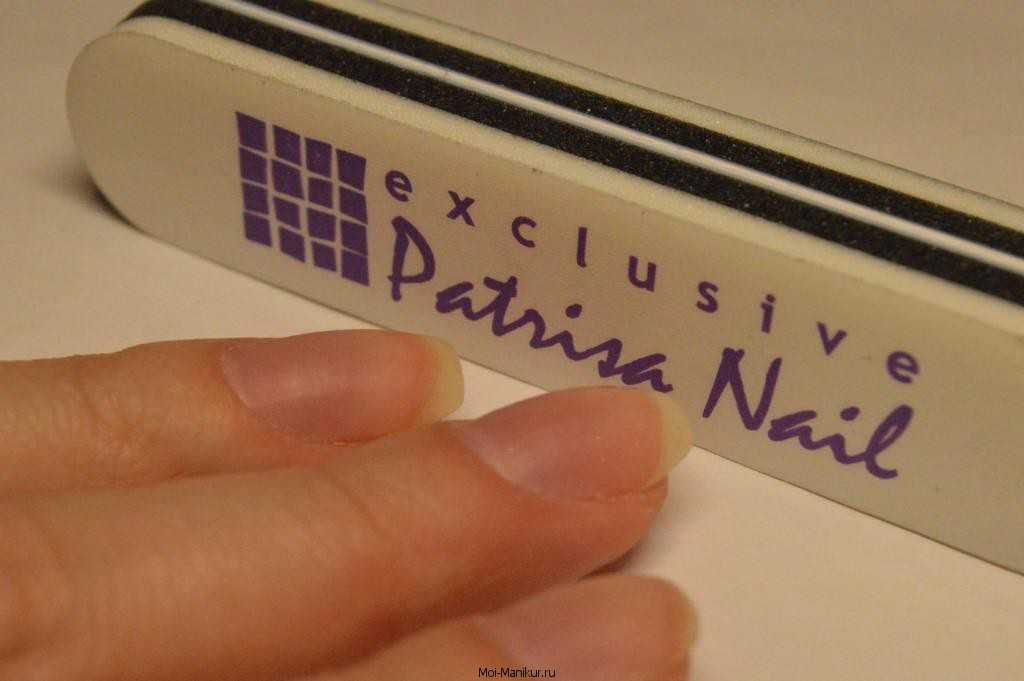 exclusive
Patrisa Nail
Moi-Manikur.ru